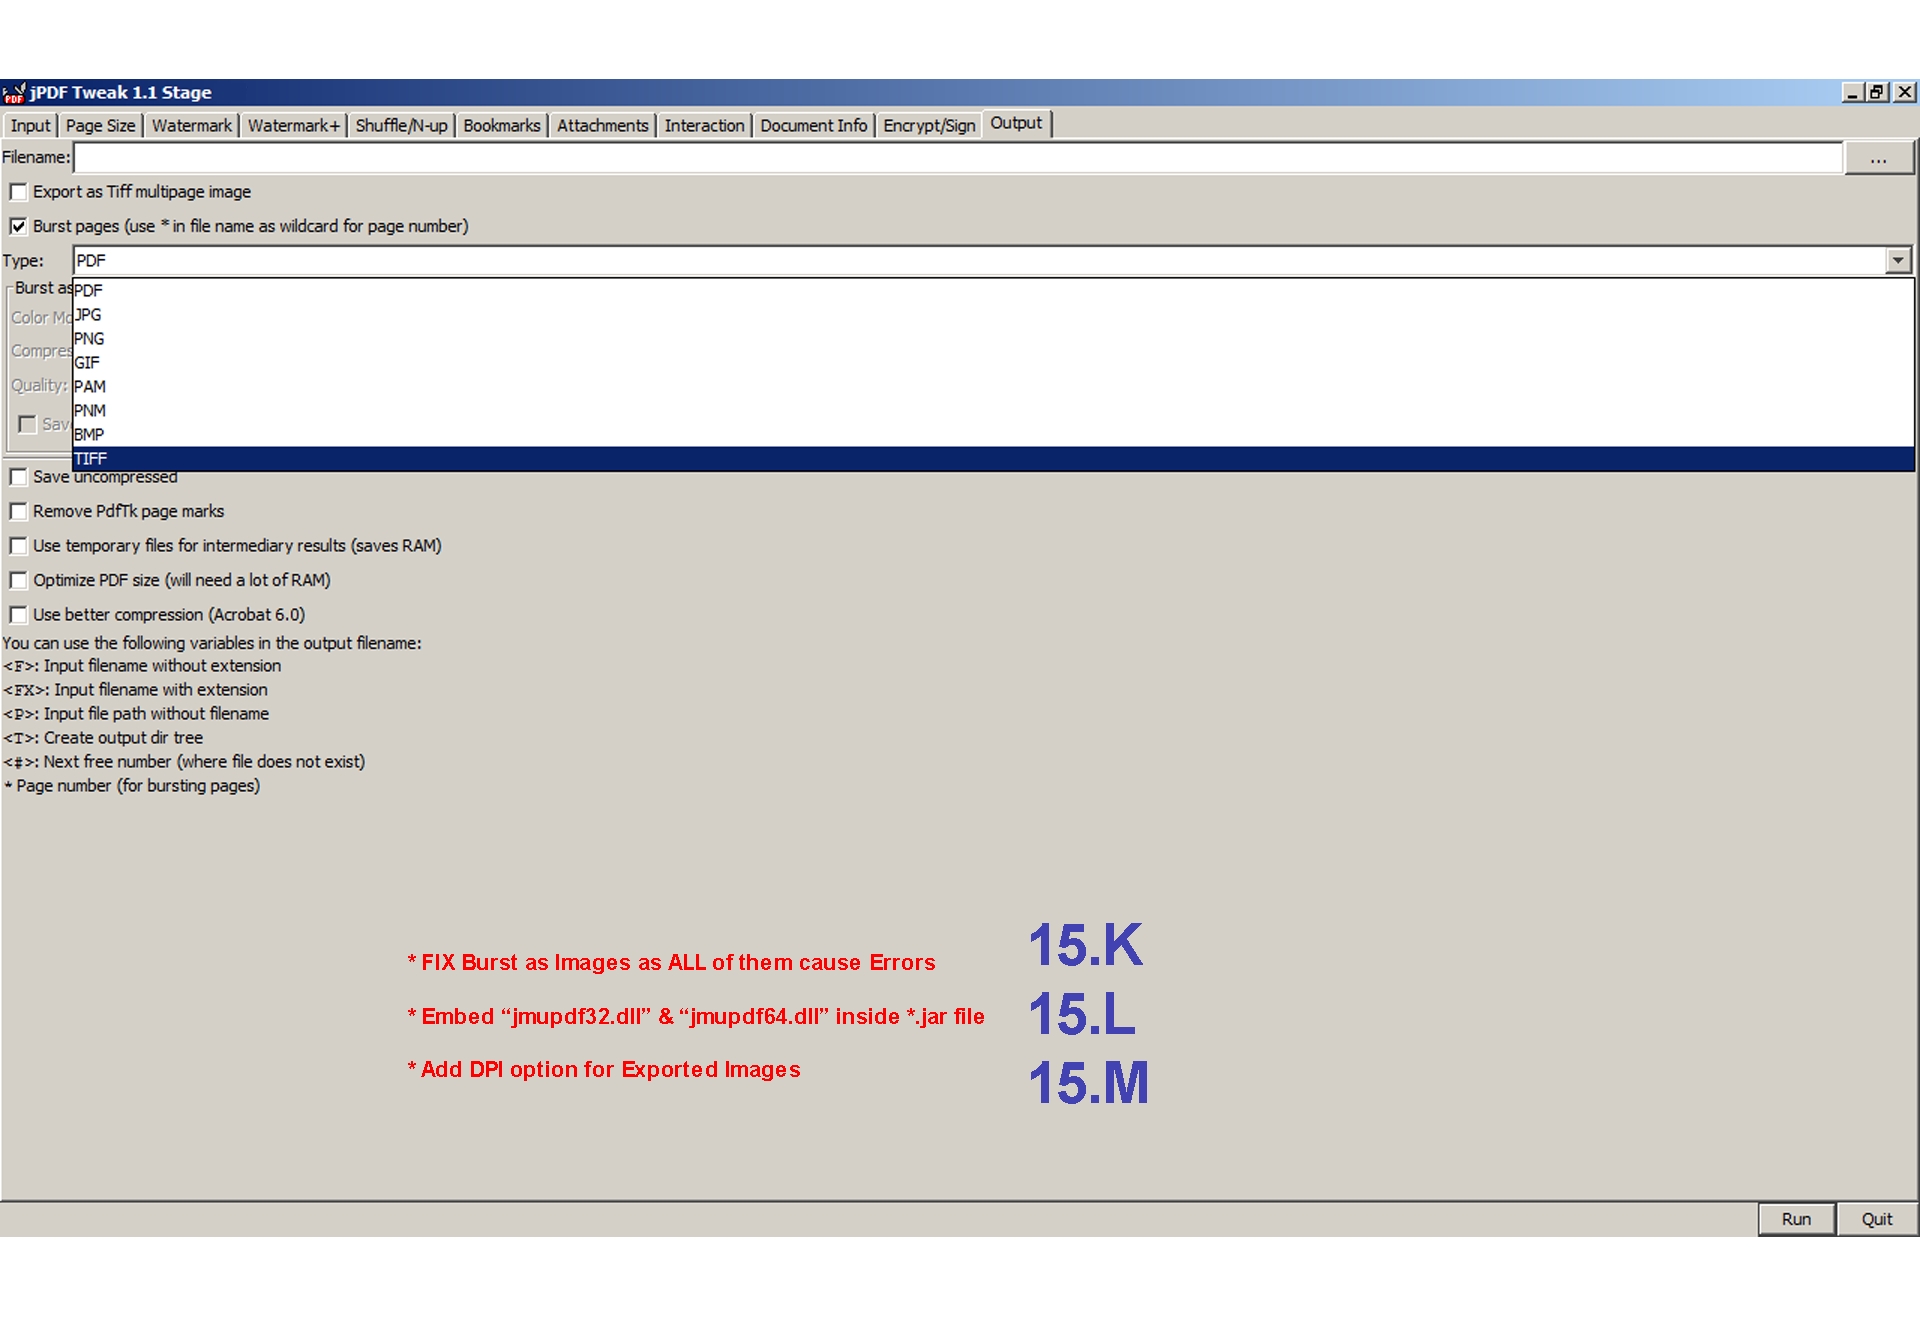 jPDF Tweak 1.1 Stage
Input Page Size Watermark Watermark+ Shuffle/N-up Bookmarks Attachments Interaction Document Info Encrypt/Sign Output
Filename: ...
Export as Tiff multipage image
Burst pages (use * in file name as wildcard for page number)
Type: PDF
Burst as
PDF
Color Mo
JPG
PNG
Compres
GIF
Quality:
PAM
PNM
Sav
BMP
TIFF
Save uncompressed
Remove PdfTk page marks
Use temporary files for intermediary results (saves RAM)
Optimize PDF size (will need a lot of RAM)
Use better compression (Acrobat 6.0)
You can use the following variables in the output filename:
<F>: Input filename without extension
<FX>: Input filename with extension
<P>: Input file path without filename
<T>: Create output dir tree
<#>: Next free number (where file does not exist)
* Page number (for bursting pages)
* FIX Burst as Images as ALL of them cause Errors 15.K
* Embed “jmupdf32.dll” & “jmupdf64.dll” inside *.jar file 15.L
* Add DPI option for Exported Images 15.M
Run Quit